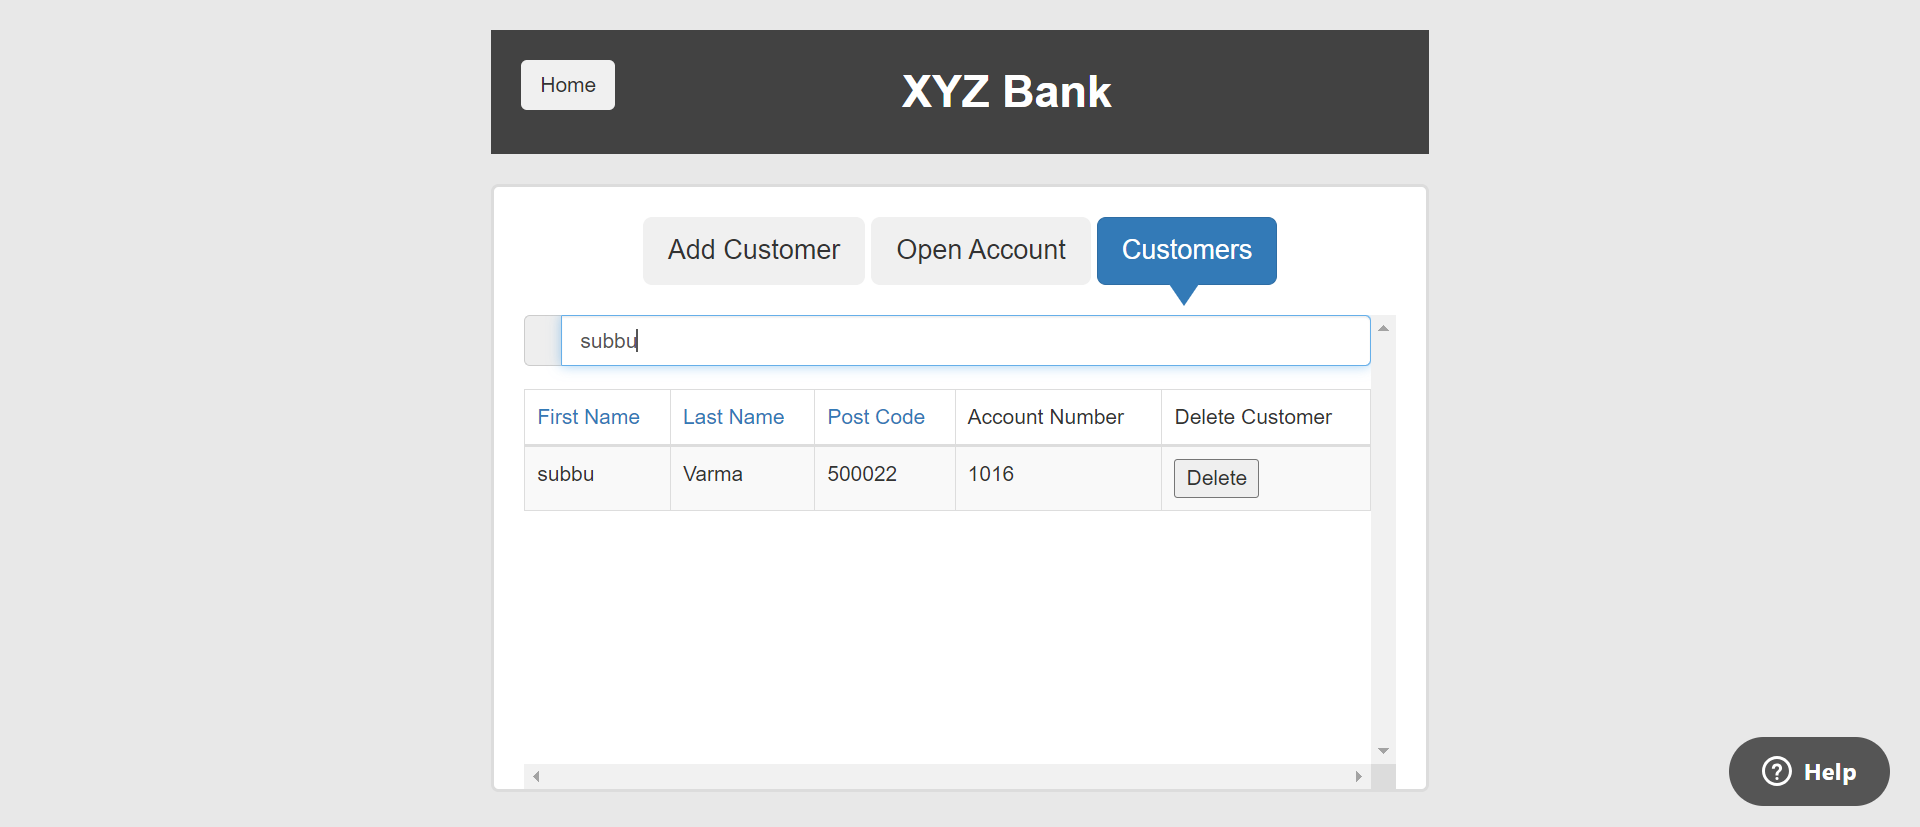 Home
XYZ Bank
Add Customer Open Account Customers
subbu
First Name Last Name Post Code Account Number Delete Customer
subbu Varma 500022 1016 Delete
? Help